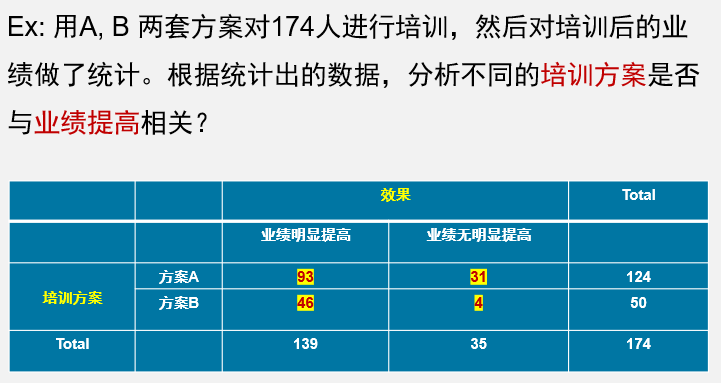 Ex: 用A, B 两套方案对174人进行培训，然后对培训后的业
绩做了统计。根据统计出的数据，分析不同的培训方案是否
与业绩提高相关？
效果 Total
业绩明显提高 业绩无明显提高
培训方案 方案A 93 31 124
方案B 46 4 50
Total 139 35 174